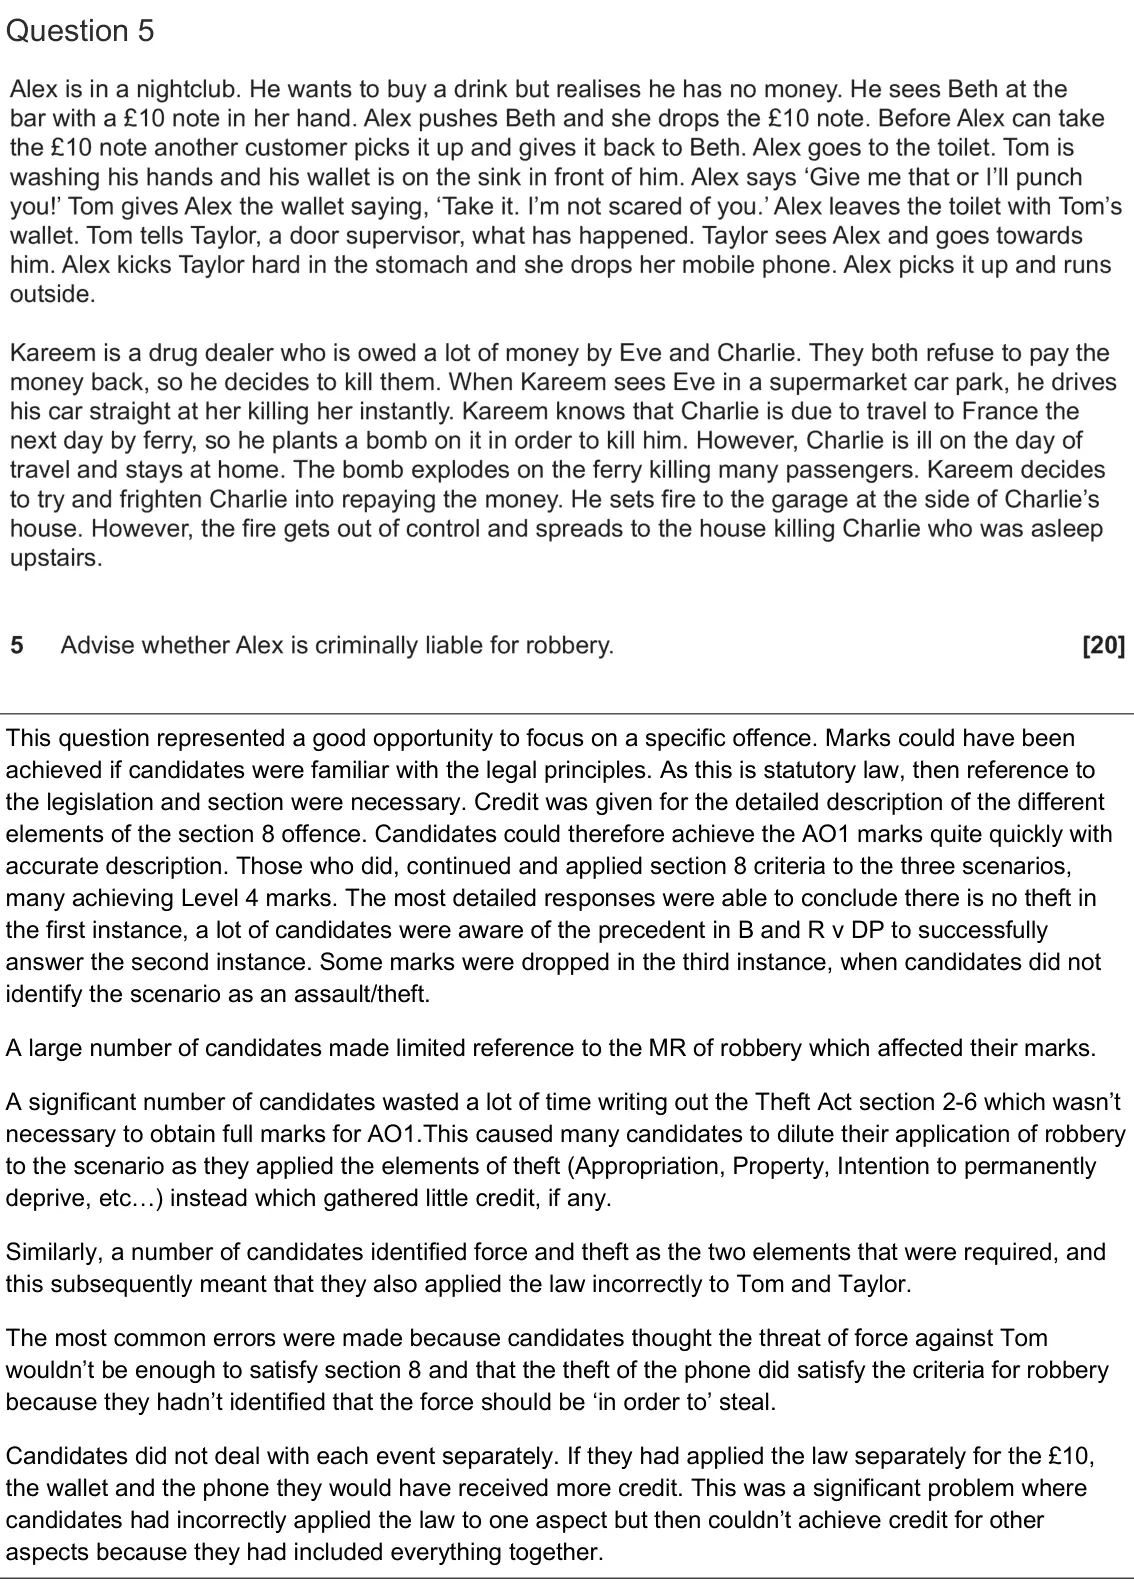 Question 5
Alex is in a nightclub. He wants to buy a drink but realises he has no money. He sees Beth at the
bar with a £10 note in her hand. Alex pushes Beth and she drops the £10 note. Before Alex can take
the £10 note another customer picks it up and gives it back to Beth. Alex goes to the toilet. Tom is
washing his hands and his wallet is on the sink in front of him. Alex says ‘Give me that or I’ll punch
you!’ Tom gives Alex the wallet saying, ‘Take it. I’m not scared of you.’ Alex leaves the toilet with Tom’s
wallet. Tom tells Taylor, a door supervisor, what has happened. Taylor sees Alex and goes towards
him. Alex kicks Taylor hard in the stomach and she drops her mobile phone. Alex picks it up and runs
outside.
Kareem is a drug dealer who is owed a lot of money by Eve and Charlie. They both refuse to pay the
money back, so he decides to kill them. When Kareem sees Eve in a supermarket car park, he drives
his car straight at her killing her instantly. Kareem knows that Charlie is due to travel to France the
next day by ferry, so he plants a bomb on it in order to kill him. However, Charlie is ill on the day of
travel and stays at home. The bomb explodes on the ferry killing many passengers. Kareem decides
to try and frighten Charlie into repaying the money. He sets fire to the garage at the side of Charlie’s
house. However, the fire gets out of control and spreads to the house killing Charlie who was asleep
upstairs.
5 Advise whether Alex is criminally liable for robbery. [20]
This question represented a good opportunity to focus on a specific offence. Marks could have been
achieved if candidates were familiar with the legal principles. As this is statutory law, then reference to
the legislation and section were necessary. Credit was given for the detailed description of the different
elements of the section 8 offence. Candidates could therefore achieve the AO1 marks quite quickly with
accurate description. Those who did, continued and applied section 8 criteria to the three scenarios,
many achieving Level 4 marks. The most detailed responses were able to conclude there is no theft in
the first instance, a lot of candidates were aware of the precedent in B and R v DP to successfully
answer the second instance. Some marks were dropped in the third instance, when candidates did not
identify the scenario as an assault/theft.
A large number of candidates made limited reference to the MR of robbery which affected their marks.
A significant number of candidates wasted a lot of time writing out the Theft Act section 2-6 which wasn’t
necessary to obtain full marks for AO1.This caused many candidates to dilute their application of robbery
to the scenario as they applied the elements of theft (Appropriation, Property, Intention to permanently
deprive, etc…) instead which gathered little credit, if any.
Similarly, a number of candidates identified force and theft as the two elements that were required, and
this subsequently meant that they also applied the law incorrectly to Tom and Taylor.
The most common errors were made because candidates thought the threat of force against Tom
wouldn’t be enough to satisfy section 8 and that the theft of the phone did satisfy the criteria for robbery
because they hadn’t identified that the force should be ‘in order to’ steal.
Candidates did not deal with each event separately. If they had applied the law separately for the £10,
the wallet and the phone they would have received more credit. This was a significant problem where
candidates had incorrectly applied the law to one aspect but then couldn’t achieve credit for other
aspects because they had included everything together.